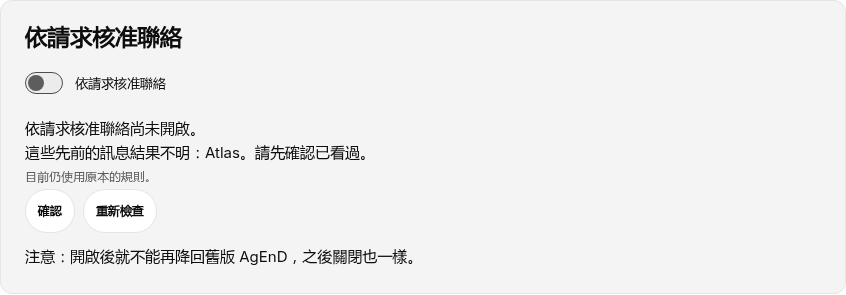 依請求核准聯絡
依請求核准聯絡
依請求核准聯絡尚未開啟。
這些先前的訊息結果不明：Atlas。請先確認已看過。
目前仍使用原本的規則。
確認
重新檢查
注意：開啟後就不能再降回舊版 AgEnD，之後關閉也一樣。